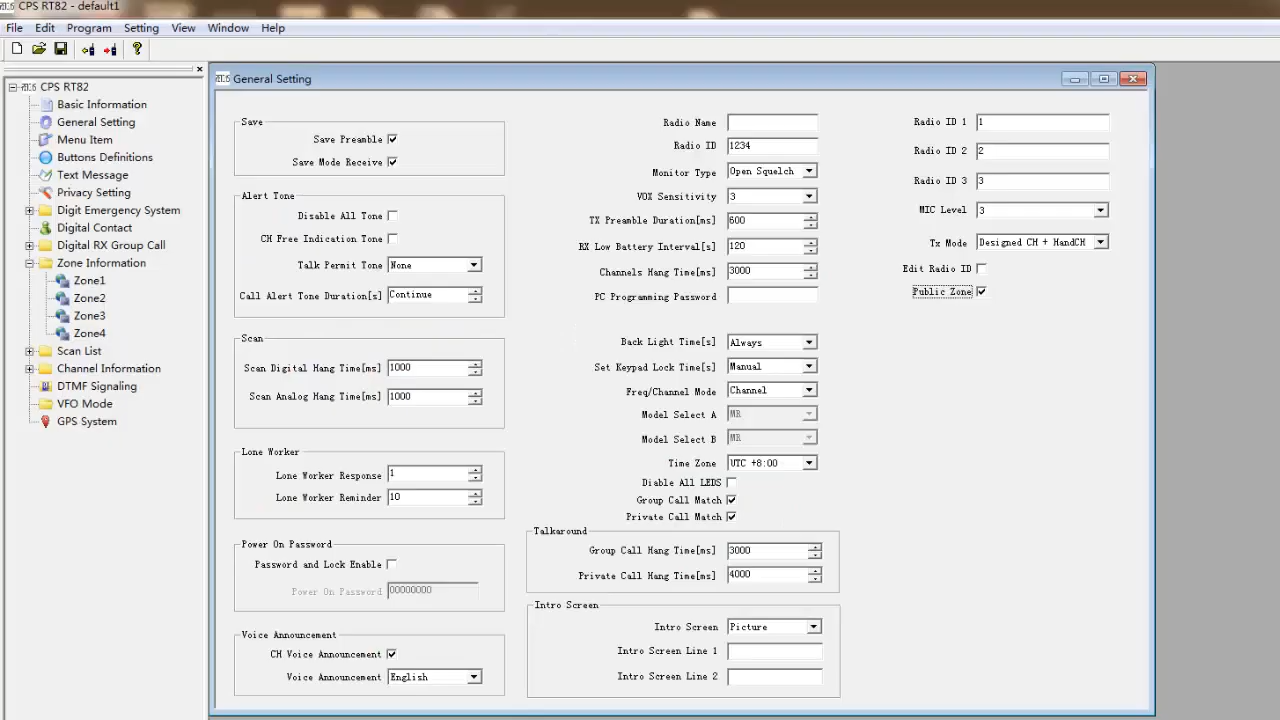 CPS RT82 - default1
File Edit Program Setting View Window Help
CPS RT82
Basic Information
General Setting
Menu Item
Buttons Definitions
Text Message
Privacy Setting
Digit Emergency System
Digital Contact
Digital RX Group Call
Zone Information
Zone1
Zone2
Zone3
Zone4
Scan List
Channel Information
DTMF Signaling
VFO Mode
GPS System
General Setting
Save
Save Preamble
Save Mode Receive
Alert Tone
Disable All Tone
CH Free Indication Tone
Talk Permit Tone None
Call Alert Tone Duration[s] Continue
Scan
Scan Digital Hang Time[ms] 1000
Scan Analog Hang Time[ms] 1000
Lone Worker
Lone Worker Response 1
Lone Worker Reminder 10
Power On Password
Password and Lock Enable
Power On Password 00000000
Voice Announcement
CH Voice Announcement
Voice Announcement English
Radio Name
Radio ID 1234
Monitor Type Open Squelch
VOX Sensitivity 3
TX Preamble Duration[ms] 600
RX Low Battery Interval[s] 120
Channels Hang Time[ms] 3000
PC Programming Password
Back Light Time[s] Always
Set Keypad Lock Time[s] Manual
Freq/Channel Mode Channel
Model Select A MR
Model Select B MR
Time Zone UTC +8:00
Diable All LEDS
Group Call Match
Private Call Match
Talkaround
Group Call Hang Time[ms] 3000
Private Call Hang Time[ms] 4000
Intro Screen
Intro Screen Picture
Intro Screen Line 1
Intro Screen Line 2
Radio ID 1 1
Radio ID 2 2
Radio ID 3 3
MIC Level 3
Tx Mode Designed CH + HandCH
Edit Radio ID
Public Zone